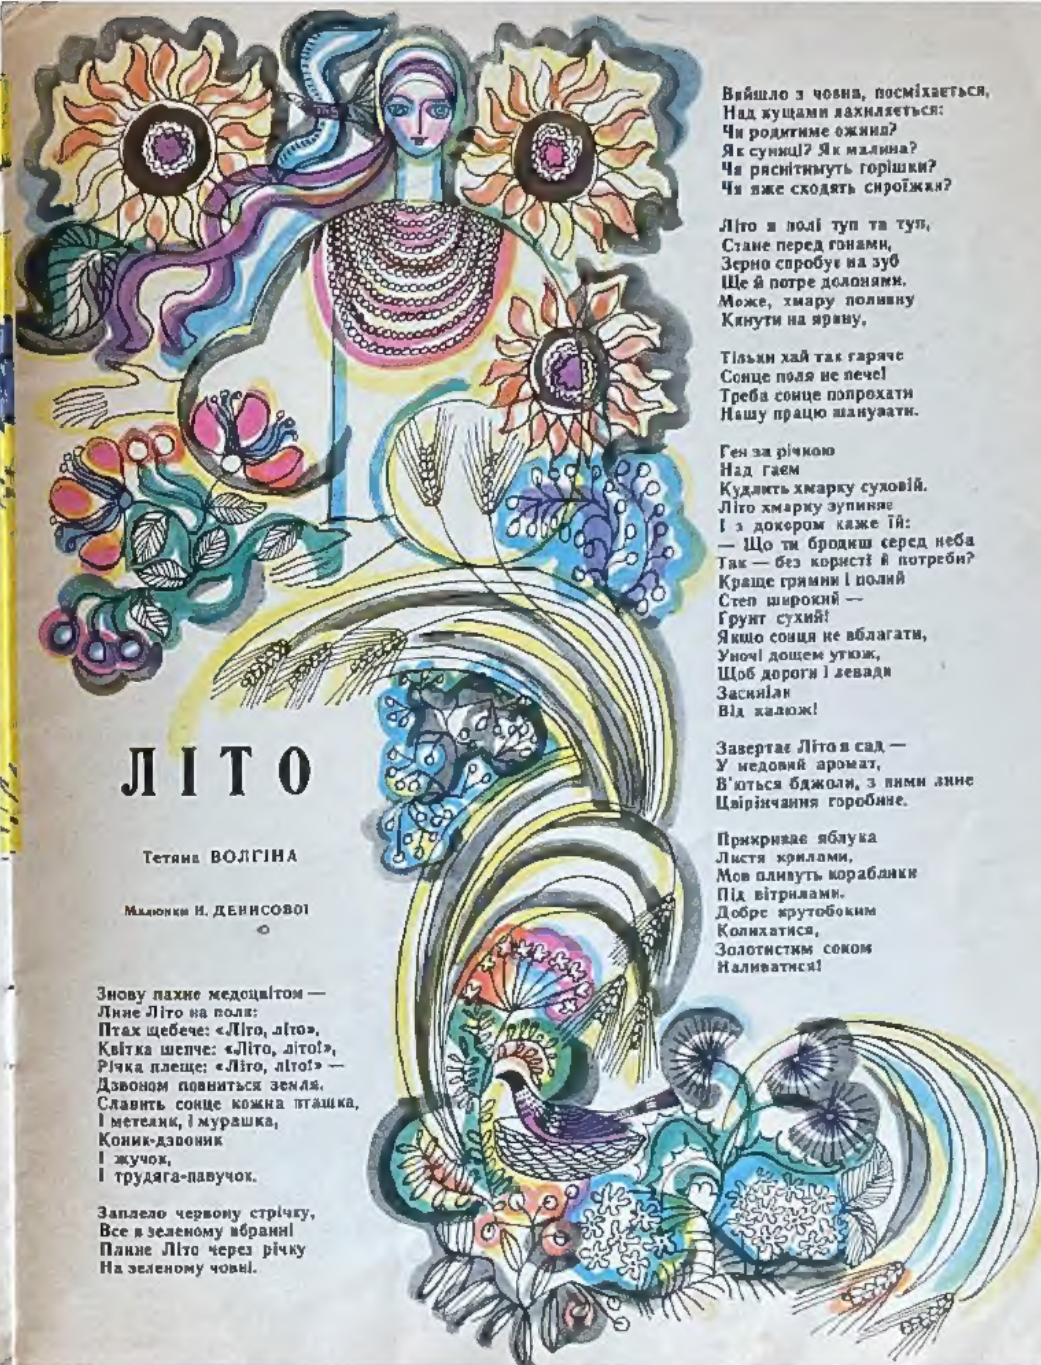 ЛІТО
Тетяна ВОЛГІНА
Малюнки Н. ДЕНИСОВОЇ
Знову пахне медоцвітом —
Лине Літо на поля:
Птах щебече: «Літо, літо»,
Квітка шепче: «Літо, літо!»,
Річка плеще: «Літо, літо!» —
Дзвоном повниться земля.
Славить сонце кожна пташка,
І метелик, і мурашка,
Коник-дзвоник
І жучок,
І трудяга-павучок.
Заплело червону стрічку,
Все в зеленому вбранні
Плине Літо через річку
На зеленому човні.
Вийшло з човна, посміхається,
Над кущами нахиляється:
Чи родитиме ожина?
Як суниці? Як малина?
Чи ряснітимуть горішки?
Чи вже сходять сироїжки?
Літо в полі туп та туп,
Стане перед гонами,
Зерно спробує на зуб
Ще й потре долонями.
Може, хмару поливну
Кинути на ярину,
Тільки хай так гаряче
Сонце поля не пече!
Треба сонце попрохати
Нашу працю шанувати.
Ген за річкою
Над гаєм
Кудлить хмарку суховій.
Літо хмарку зупиняє
І з докором каже їй:
— Що ти бродиш серед неба
Так — без користі й потреби?
Краще грямни і полий
Степ широкий —
Грунт сухий!
Якщо сонця не вблагати,
Уночі дощем утюж,
Щоб дороги і левади
Засиніли
Від калюж!
Завертає Літо в сад —
У медовий аромат,
В'ються бджоли, з ними лине
Цвірінчання горобине.
Прикриває яблука
Листя крилами,
Мов пливуть кораблики
Під вітрилами.
Добре крутобоким
Колихатися,
Золотистим соком
Наливатися!